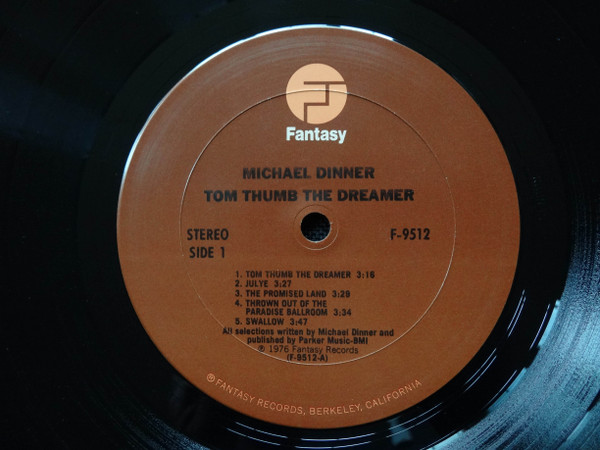 Fantasy
MICHAEL DINNER
TOM THUMB THE DREAMER
STEREO F-9512
SIDE 1
1. TOM THUMB THE DREAMER 3:16
2. JULYE 3:27
3. THE PROMISED LAND 3:29
4. THROWN OUT OF THE
PARADISE BALLROOM 3:34
5. SWALLOW 3:47
All selections written by Michael Dinner and
published by Parker Music-BMI
℗ 1976 Fantasy Records
(F-9512-A)
℗ FANTASY RECORDS, BERKELEY, CALIFORNIA